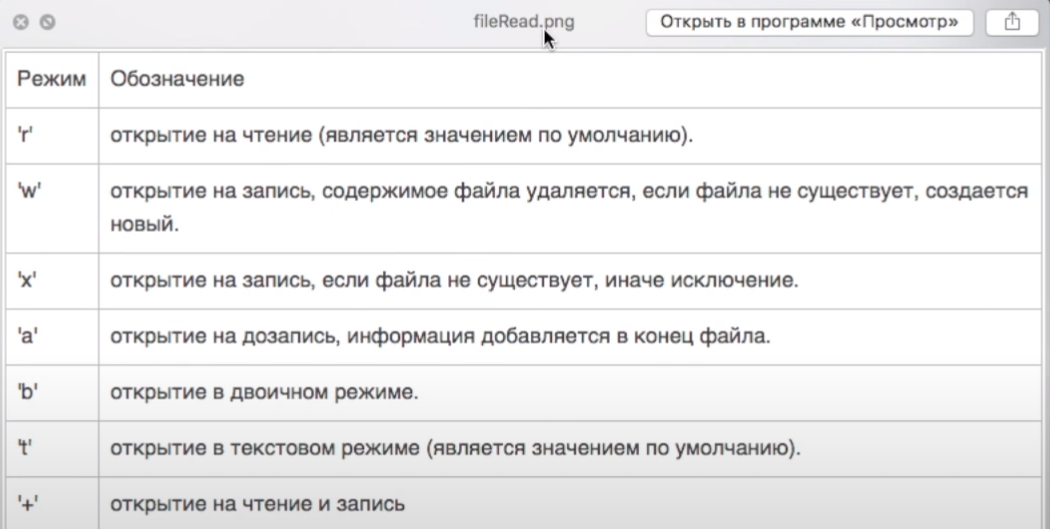 fileRead.png
Открыть в программе «Просмотр»
Режим Обозначение
'r' открытие на чтение (является значением по умолчанию).
'w' открытие на запись, содержимое файла удаляется, если файла не существует, создается
новый.
'x' открытие на запись, если файла не существует, иначе исключение.
'a' открытие на дозапись, информация добавляется в конец файла.
'b' открытие в двоичном режиме.
't' открытие в текстовом режиме (является значением по умолчанию).
'+' открытие на чтение и запись